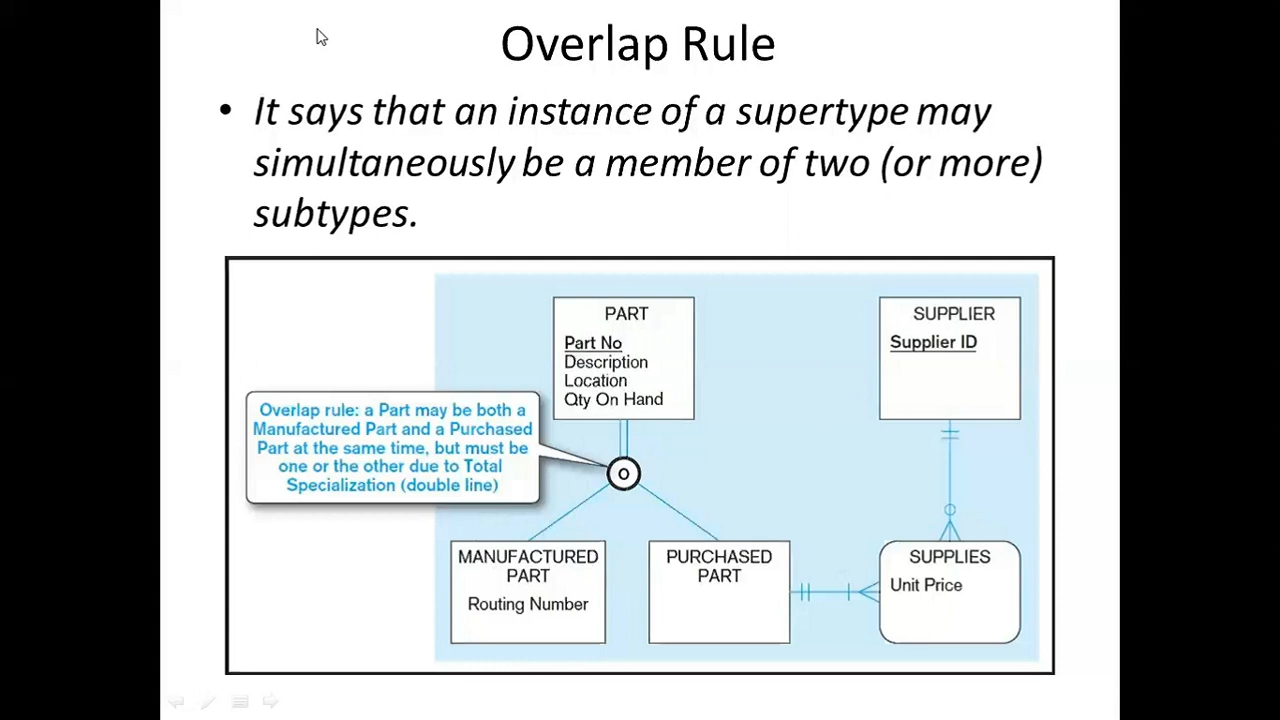 Overlap Rule
• It says that an instance of a supertype may
simultaneously be a member of two (or more)
subtypes.
PART
Part No
Description
Location
Qty On Hand
SUPPLIER
Supplier ID
Overlap rule: a Part may be both a
Manufactured Part and a Purchased
Part at the same time, but must be
one or the other due to Total
Specialization (double line)
O
MANUFACTURED
PART
Routing Number
PURCHASED
PART
SUPPLIES
Unit Price